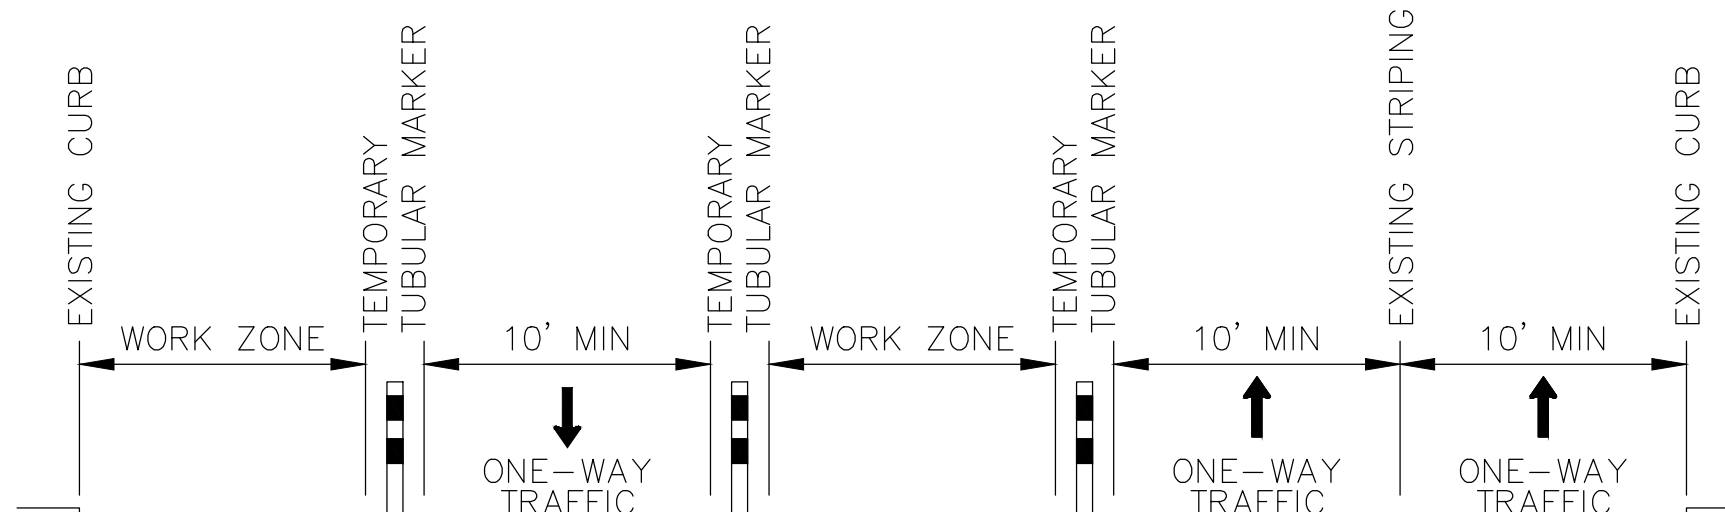 EXISTING CURB
TEMPORARY
TUBULAR MARKER
TEMPORARY
TUBULAR MARKER
TEMPORARY
TUBULAR MARKER
EXISTING STRIPING
EXISTING CURB
WORK ZONE
10' MIN
WORK ZONE
10' MIN
10' MIN
ONE-WAY
TRAFFIC
ONE-WAY
TRAFFIC
ONE-WAY
TRAFFIC